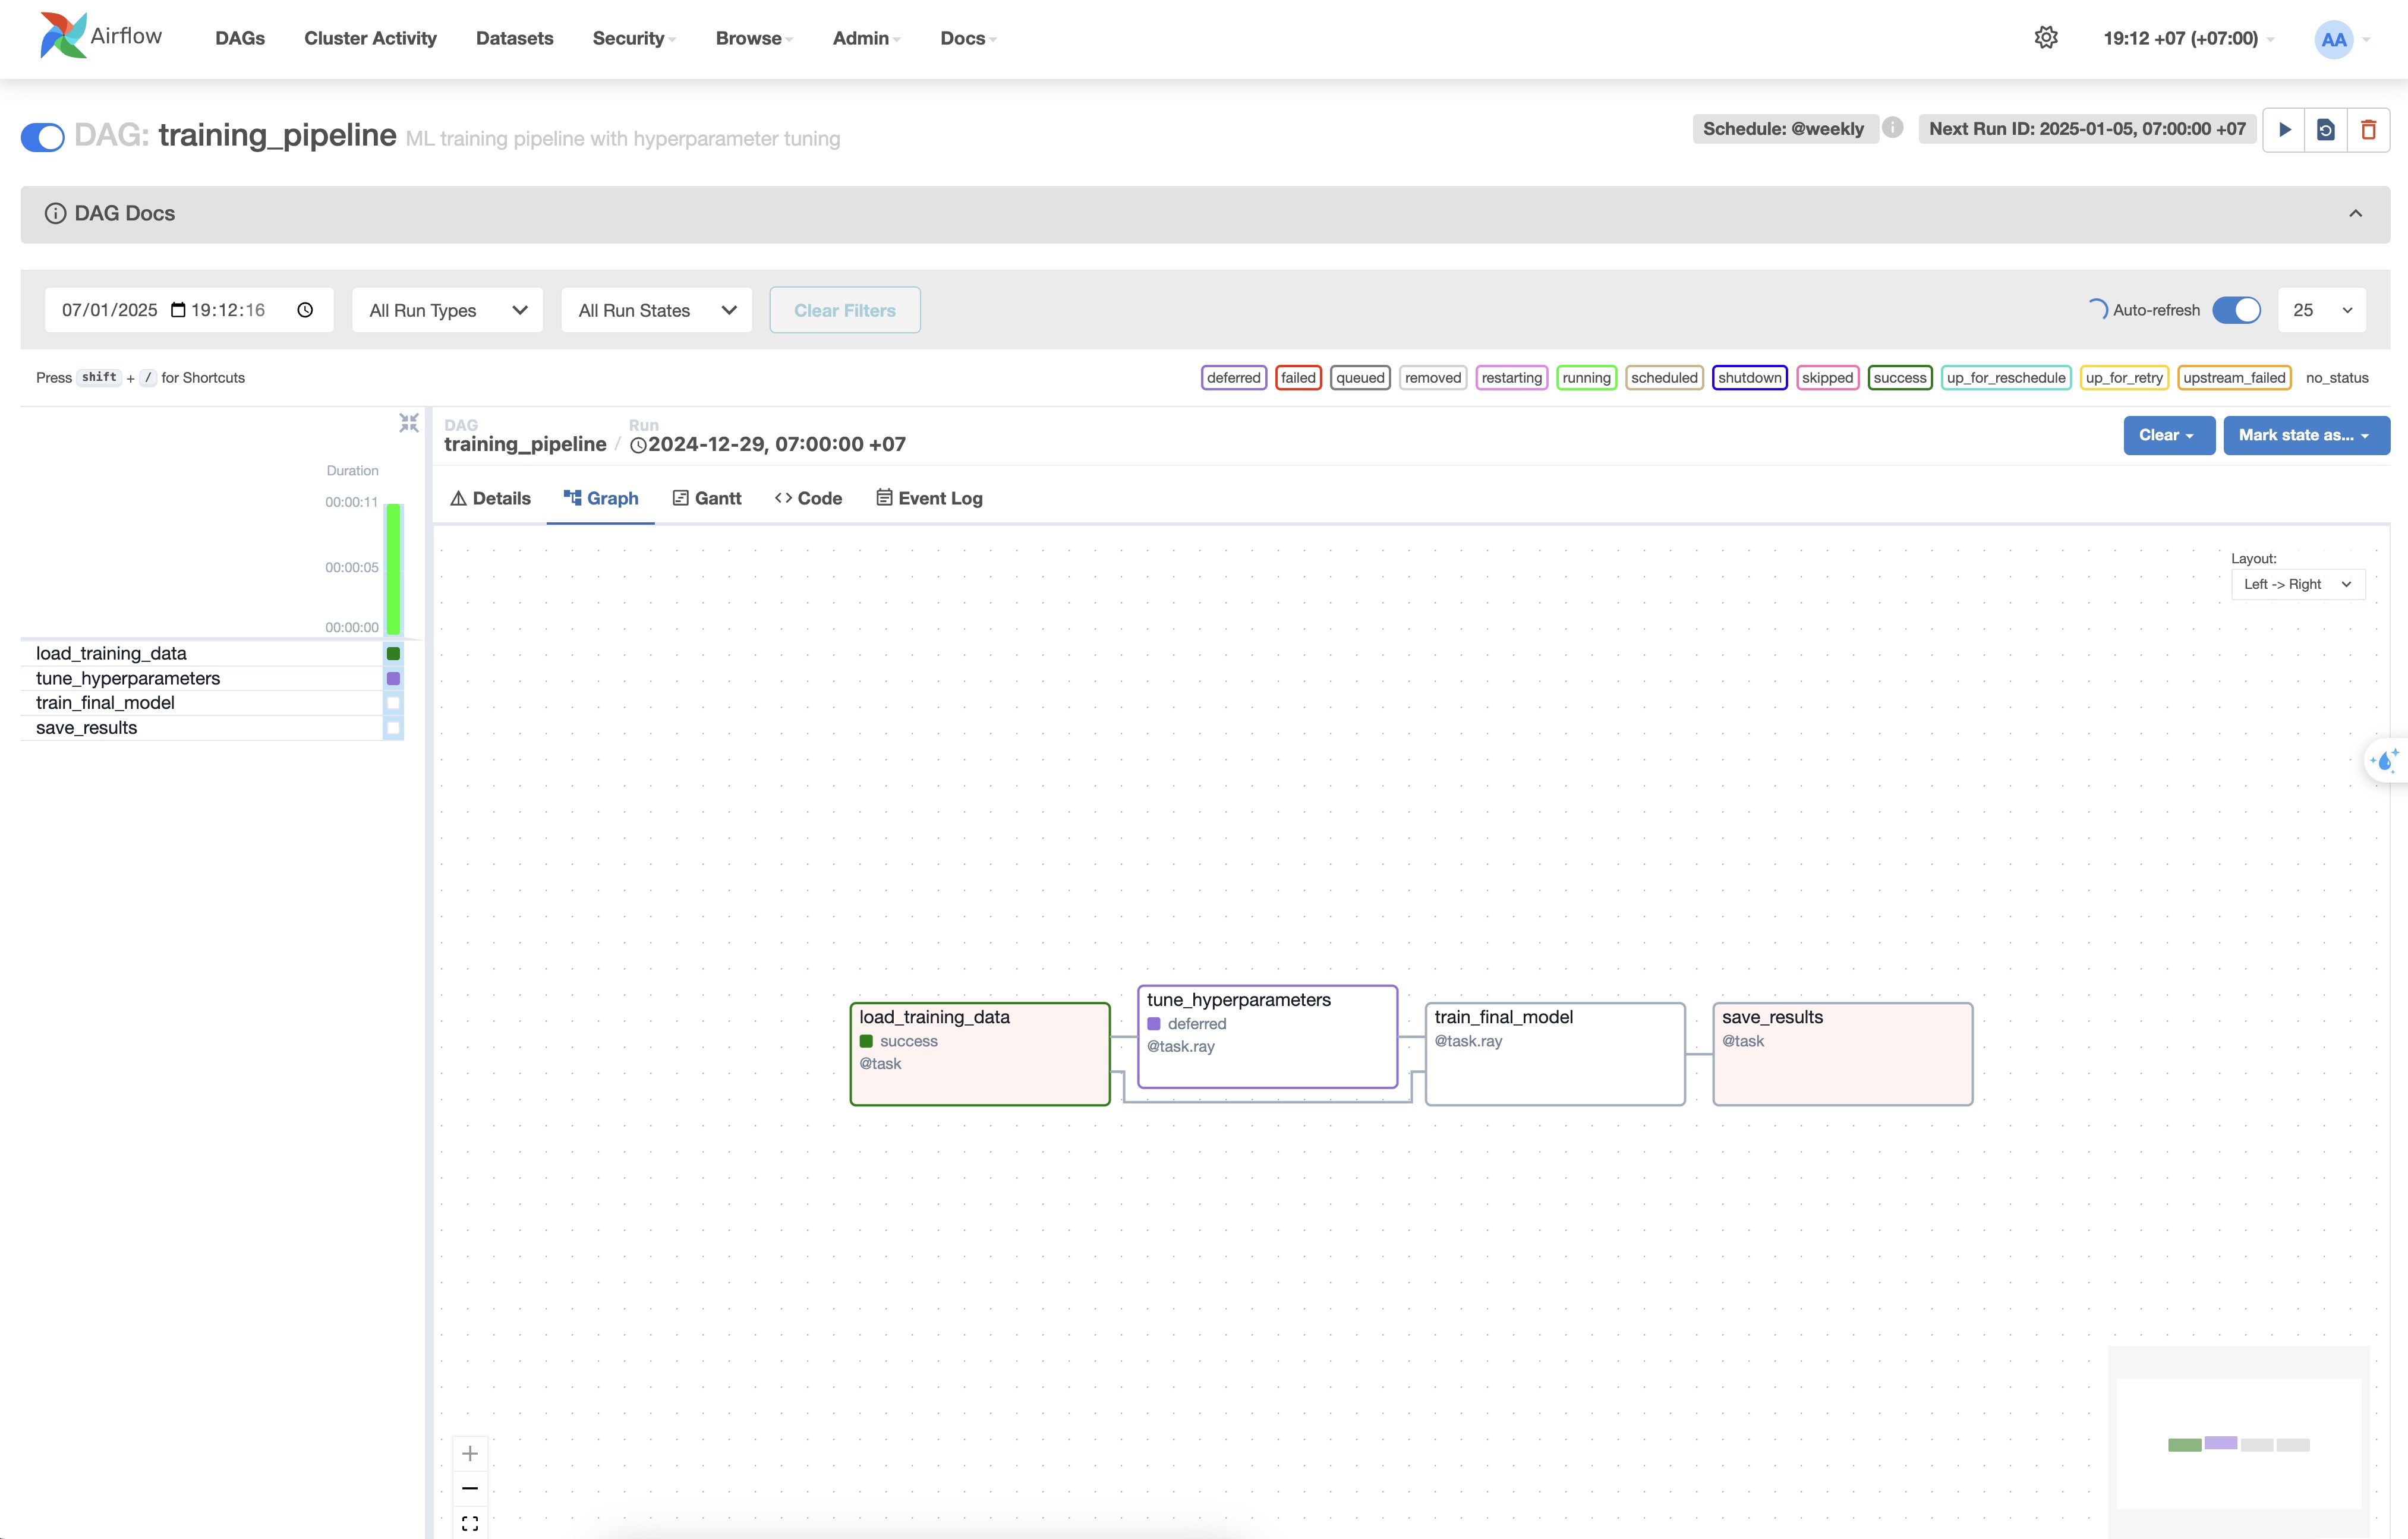 Airflow DAGs Cluster Activity Datasets Security Browse Admin Docs 19:12 +07 (+07:00) AA
DAG: training_pipeline ML training pipeline with hyperparameter tuning Schedule: @weekly Next Run ID: 2025-01-05, 07:00:00 +07
DAG Docs
07/01/2025 19:12:16 All Run Types All Run States Clear Filters Auto-refresh 25
Press shift + / for Shortcuts deferred failed queued removed restarting running scheduled shutdown skipped success up_for_reschedule up_for_retry upstream_failed no_status
DAG Run
training_pipeline / 2024-12-29, 07:00:00 +07 Clear Mark state as...
Duration
00:00:11
00:00:05
00:00:00
load_training_data
tune_hyperparameters
train_final_model
save_results
Details Graph Gantt Code Event Log
Layout:
Left -> Right
load_training_data
success
@task
tune_hyperparameters
deferred
@task.ray
train_final_model
@task.ray
save_results
@task